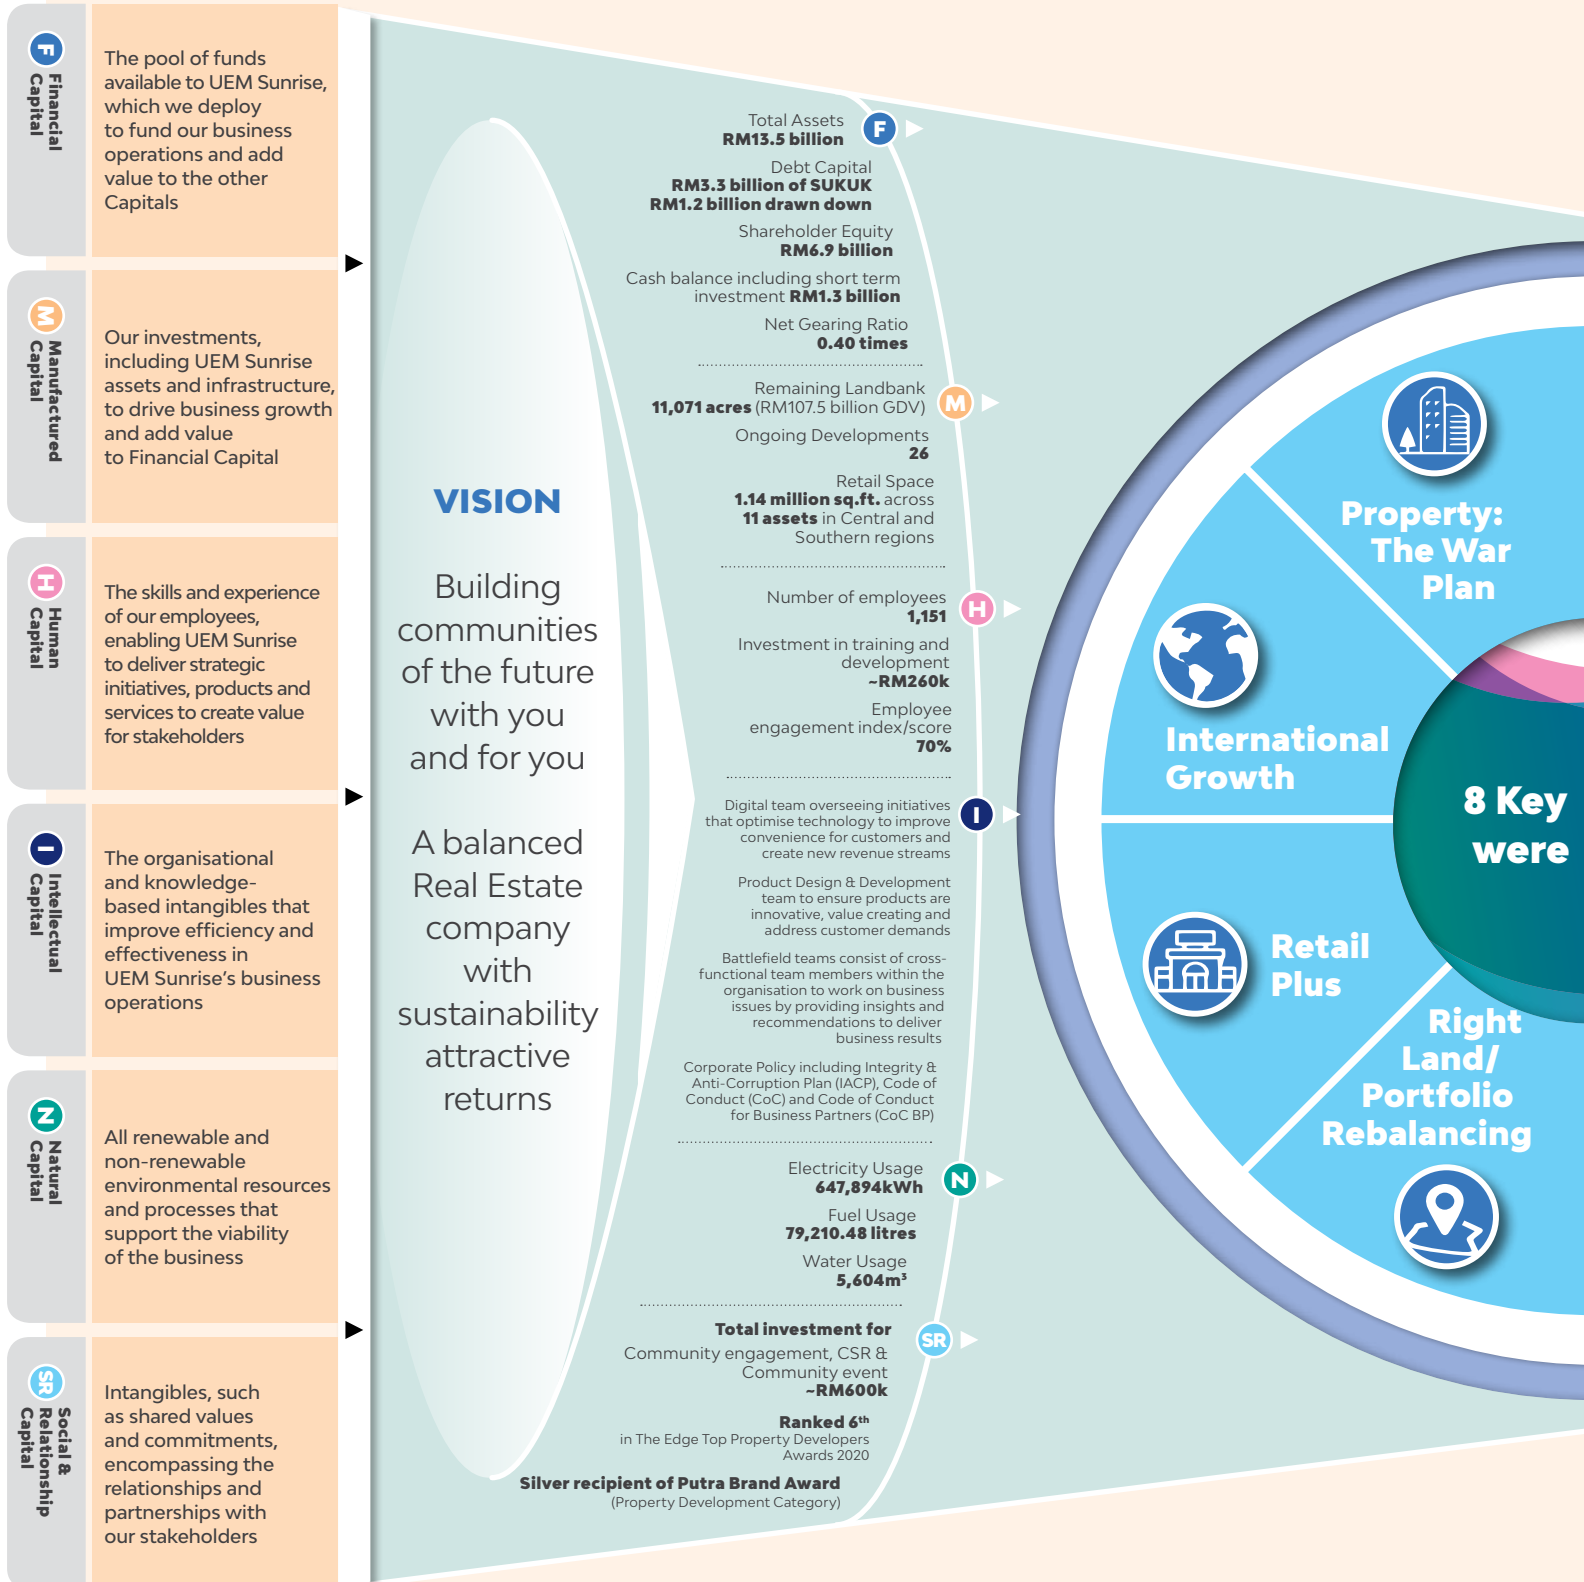 F
Financial
Capital
The pool of funds
available to UEM Sunrise,
which we deploy
to fund our business
operations and add
value to the other
Capitals
M
Manufactured
Capital
Our investments,
including UEM Sunrise
assets and infrastructure,
to drive business growth
and add value
to Financial Capital
H
Human
Capital
The skills and experience
of our employees,
enabling UEM Sunrise
to deliver strategic
initiatives, products and
services to create value
for stakeholders
I
Intellectual
Capital
The organisational
and knowledge-
based intangibles that
improve efficiency and
effectiveness in
UEM Sunrise's business
operations
N
Natural
Capital
All renewable and
non-renewable
environmental resources
and processes that
support the viability
of the business
SR
Social &
Relationship
Capital
Intangibles, such
as shared values
and commitments,
encompassing the
relationships and
partnerships with
our stakeholders
VISION
Building
communities
of the future
with you
and for you
A balanced
Real Estate
company
with
sustainability
attractive
returns
Total Assets
RM13.5 billion
F
Debt Capital
RM3.3 billion of SUKUK
RM1.2 billion drawn down
Shareholder Equity
RM6.9 billion
Cash balance including short term
investment RM1.3 billion
Net Gearing Ratio
0.40 times
Remaining Landbank
11,071 acres (RM107.5 billion GDV)
M
Ongoing Developments
26
Retail Space
1.14 million sq.ft. across
11 assets in Central and
Southern regions
Number of employees
1,151
H
Investment in training and
development
~RM260k
Employee
engagement index/score
70%
Digital team overseeing initiatives
that optimise technology to improve
convenience for customers and
create new revenue streams
I
Product Design & Development
team to ensure products are
innovative, value creating and
address customer demands
Battlefield teams consist of cross-
functional team members within the
organisation to work on business
issues by providing insights and
recommendations to deliver
business results
Corporate Policy including Integrity &
Anti-Corruption Plan (IACP), Code of
Conduct (CoC) and Code of Conduct
for Business Partners (CoC BP)
Electricity Usage
647,894kWh
N
Fuel Usage
79,210.48 litres
Water Usage
5,604m³
Total investment for
Community engagement, CSR &
Community event
~RM600k
SR
Ranked 6th
in The Edge Top Property Developers
Awards 2020
Silver recipient of Putra Brand Award
(Property Development Category)
Property:
The War
Plan
International
Growth
8 Key
were
Retail
Plus
Right
Land/
Portfolio
Rebalancing